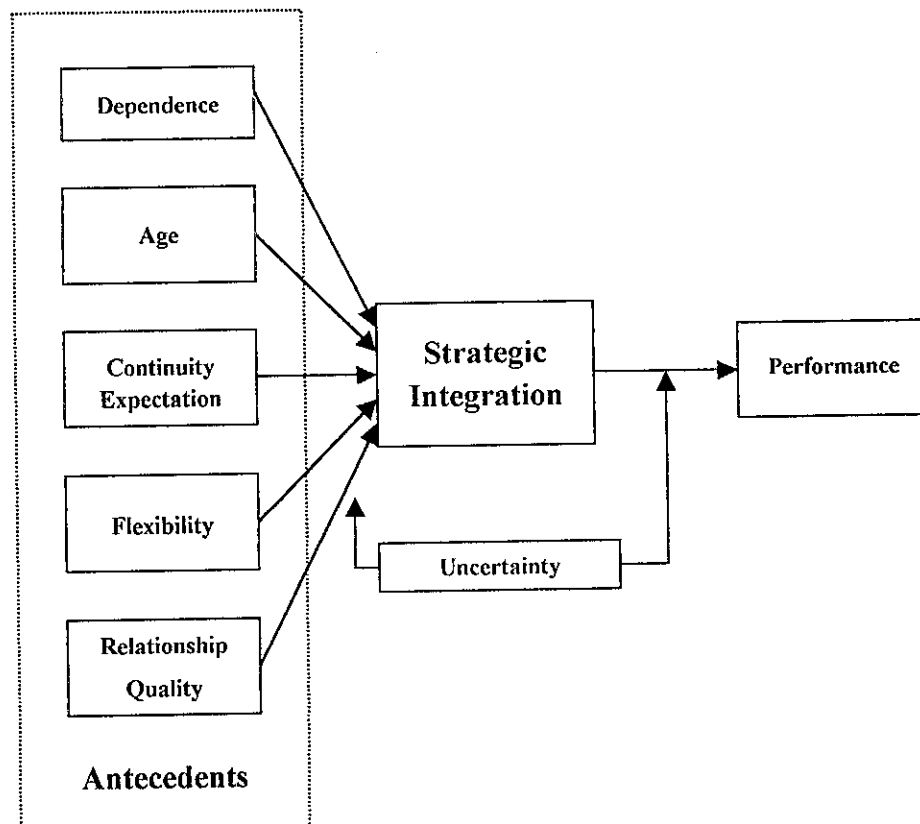 Dependence
Age
Continuity
Expectation
Flexibility
Relationship
Quality
Antecedents
Strategic
Integration
Uncertainty
Performance